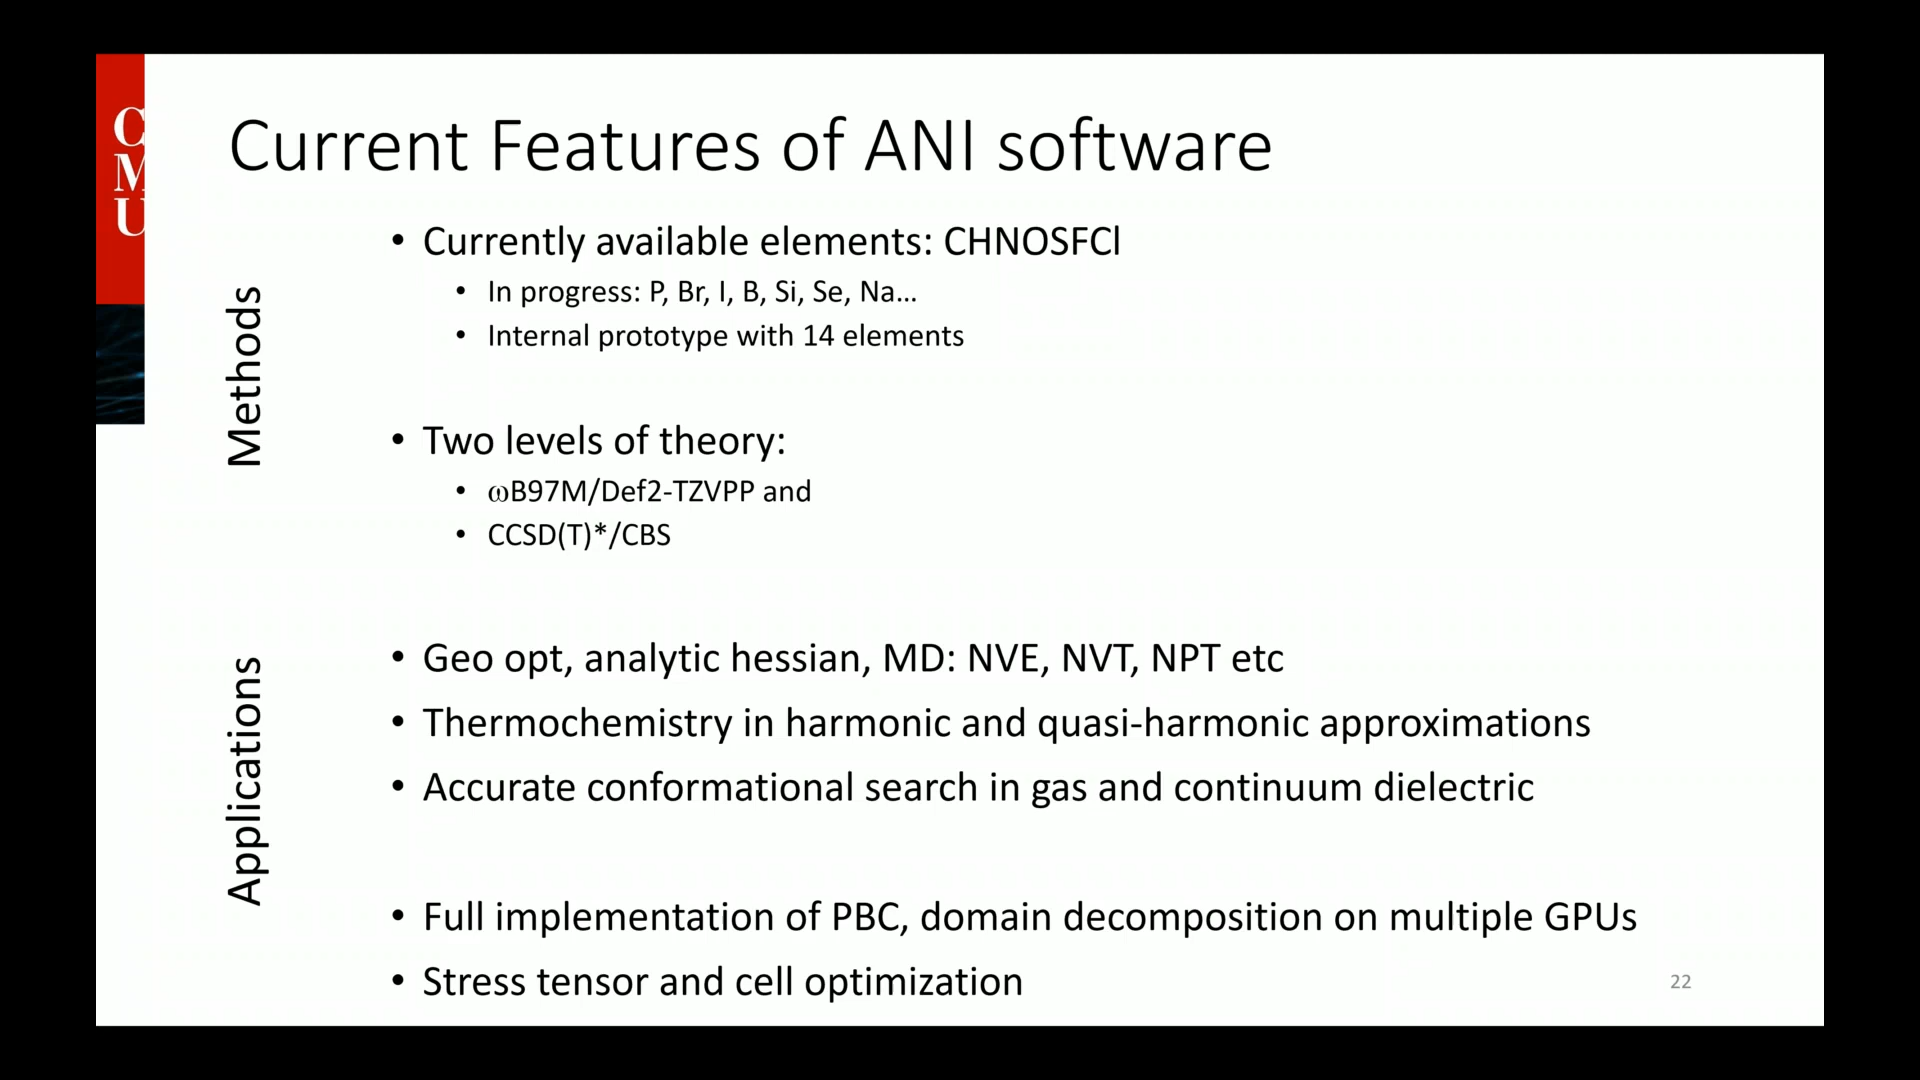 C
M
U
Current Features of ANI software
Methods
• Currently available elements: CHNOSFCl
• In progress: P, Br, I, B, Si, Se, Na...
• Internal prototype with 14 elements
• Two levels of theory:
• ωB97M/Def2-TZVPP and
• CCSD(T)*/CBS
Applications
• Geo opt, analytic hessian, MD: NVE, NVT, NPT etc
• Thermochemistry in harmonic and quasi-harmonic approximations
• Accurate conformational search in gas and continuum dielectric
• Full implementation of PBC, domain decomposition on multiple GPUs
• Stress tensor and cell optimization
22